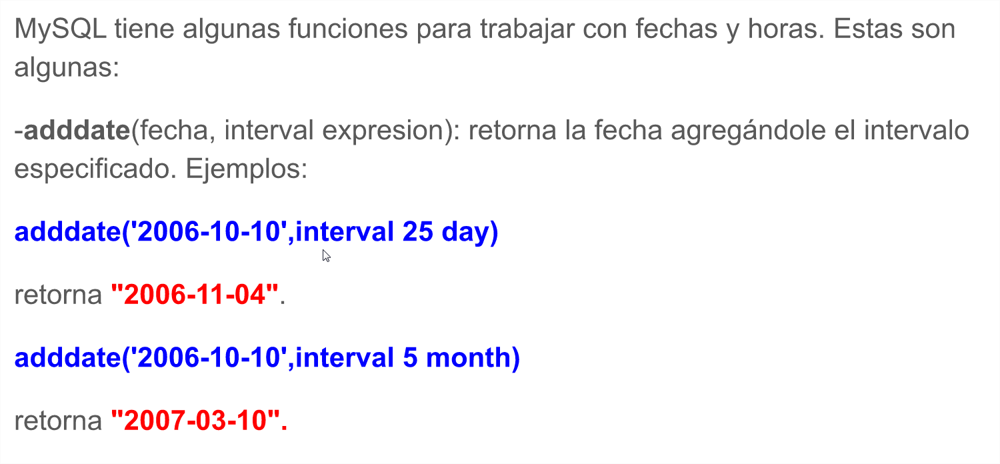 MySQL tiene algunas funciones para trabajar con fechas y horas. Estas son
algunas:
-adddate(fecha, interval expresion): retorna la fecha agregándole el intervalo
especificado. Ejemplos:
adddate('2006-10-10',interval 25 day)
retorna "2006-11-04".
adddate('2006-10-10',interval 5 month)
retorna "2007-03-10".